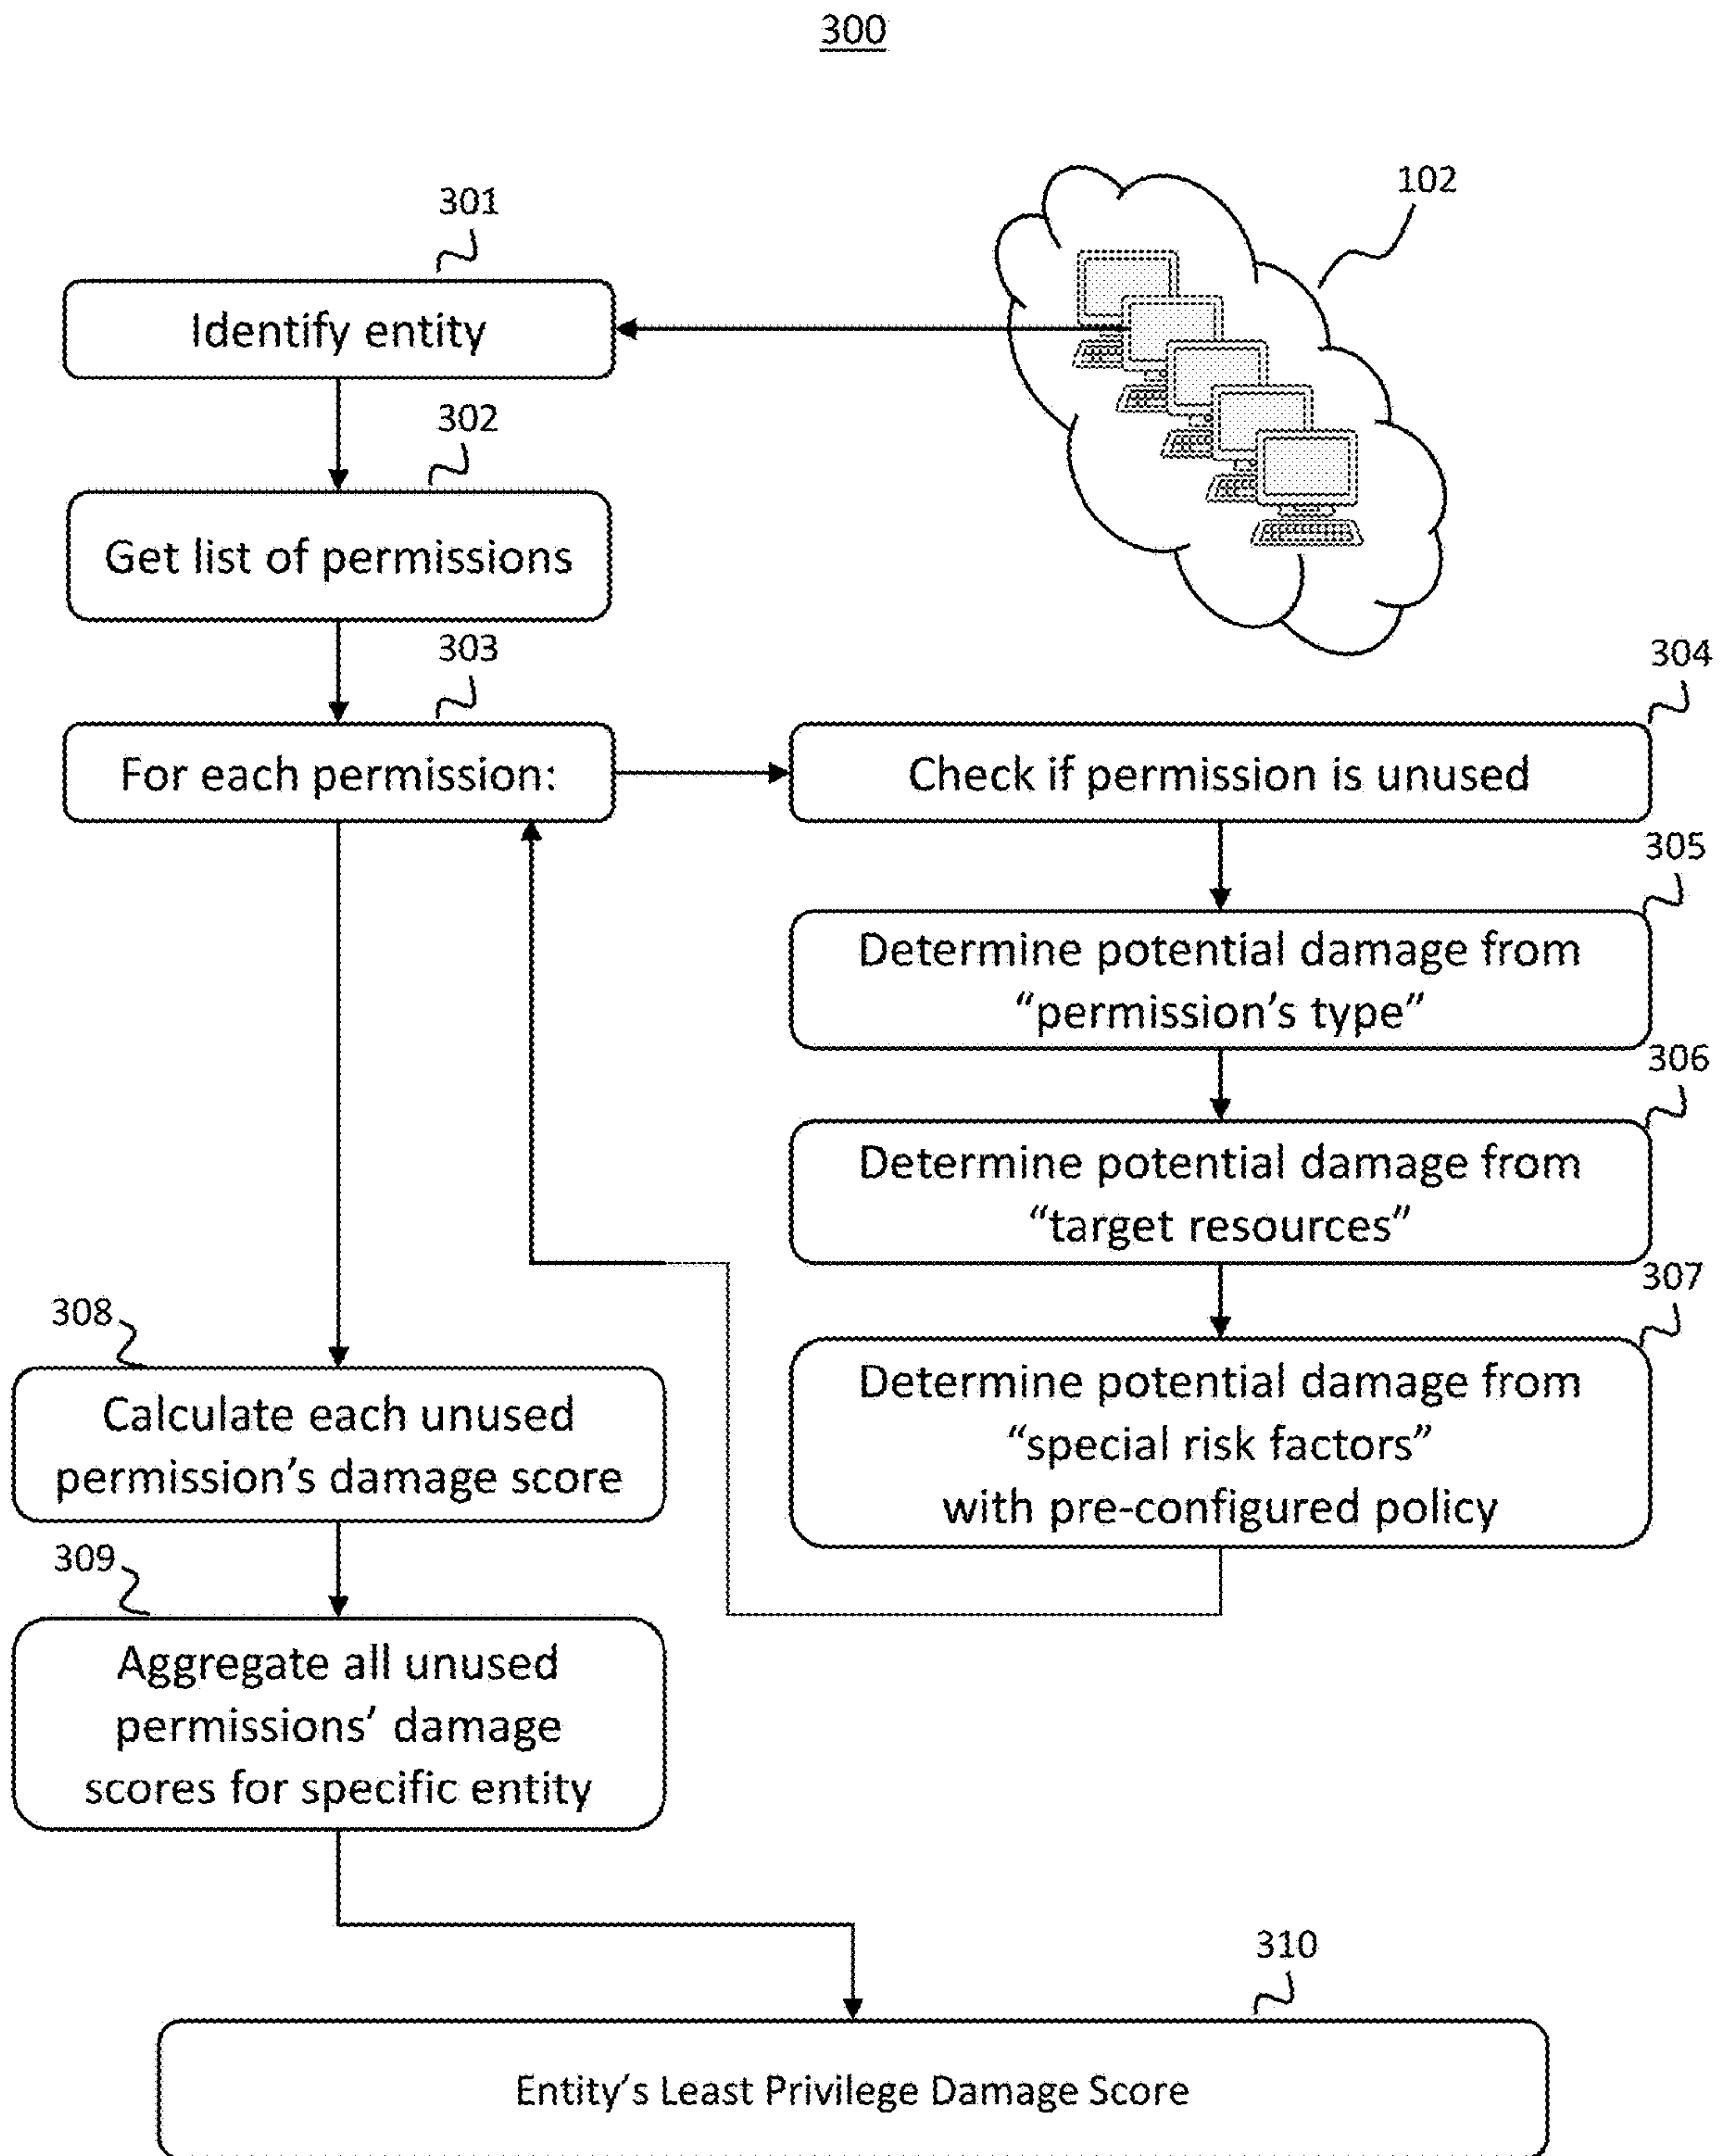 300
102
301
Identify entity
302
Get list of permissions
303
For each permission:
304
Check if permission is unused
305
Determine potential damage from
“permission’s type”
306
Determine potential damage from
“target resources”
307
Determine potential damage from
“special risk factors”
with pre-configured policy
308
Calculate each unused
permission’s damage score
309
Aggregate all unused
permissions’ damage
scores for specific entity
310
Entity’s Least Privilege Damage Score